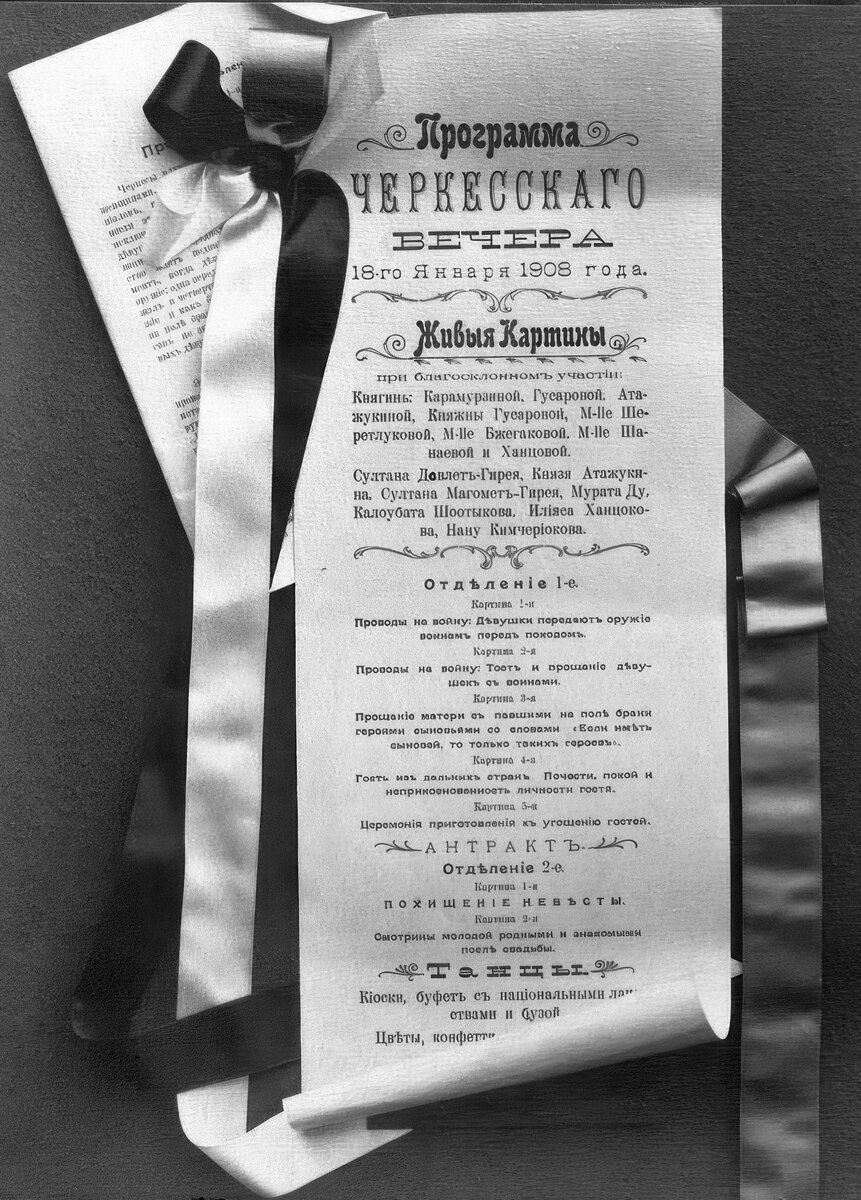 Программа
ЧЕРКЕССКАГО
ВЕЧЕРА
18-го Января 1908 года.
Живыя Картины
при благосклонномъ участіи:
Княгинь: Карамурзиной, Гусаровой, Ата-
жукиной, Княжны Гусаровой, М-lle Ше-
ретлуковой, М-lle Бжегаковой, М-lle Ша-
наевой и Ханцовой.
Султана Довлетъ-Гирея, Князя Атажуки-
на, Султана Магометъ-Гирея, Мурата Ду,
Калоубата Шоотыкова, Иліяса Ханцоко-
ва, Нану Кимчеріокова.
Отдѣленіе 1-е.
Картина 1-я
Проводы на войну: Дѣвушки передаютъ оружіе
воинамъ передъ походомъ.
Картина 2-я
Проводы на войну: Тостъ и прощаніе дѣву-
шекъ съ воинами.
Картина 3-я
Прощаніе матери съ павшими на полѣ брани
героями сыновьями со словами «Если имѣть
сыновей, то только такихъ героевъ».
Картина 4-я
Гость изъ дальнихъ странъ Почести, покой и
неприкосновенность личности гостя.
Картина 5-я
Церемонія приготовленія къ угощенію гостей.
АНТРАКТЪ
Отдѣленіе 2-е.
Картина 1-я
ПОХИЩЕНІЕ НЕВѢСТЫ.
Картина 2-я
Смотрины молодой родными и знакомыми
послѣ свадьбы.
Танцы
Кіоски, буфетъ съ національными
ствами и бузой
Цвѣты, конфетти